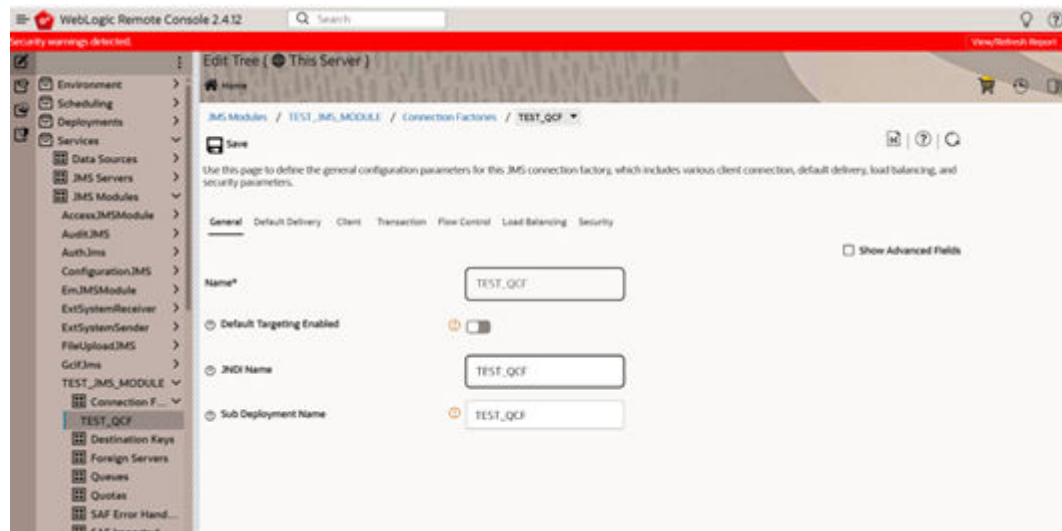 WebLogic Remote Console 2.4.12
Search
Security warnings detected.
View/Refresh Report
Edit Tree ( This Server )
Home
Environment
Scheduling
Deployments
Services
Data Sources
JMS Servers
JMS Modules
AccessJMSModule
AuditJMS
AuthJms
ConfigurationJMS
EmJMSModule
ExtSystemReceiver
ExtSystemSender
FileUploadJMS
GcifJms
TEST_JMS_MODULE
Connection F...
TEST_QCF
Destination Keys
Foreign Servers
Queues
Quotas
SAF Error Hand...
JMS Modules / TEST_JMS_MODULE / Connection Factories / TEST_QCF
Save
Use this page to define the general configuration parameters for this JMS connection factory, which includes various client connection, default delivery, load balancing, and
security parameters.
General Default Delivery Client Transaction Flow Control Load Balancing Security
Show Advanced Fields
Name*
TEST_QCF
Default Targeting Enabled
JNDI Name
TEST_QCF
Sub Deployment Name
TEST_QCF